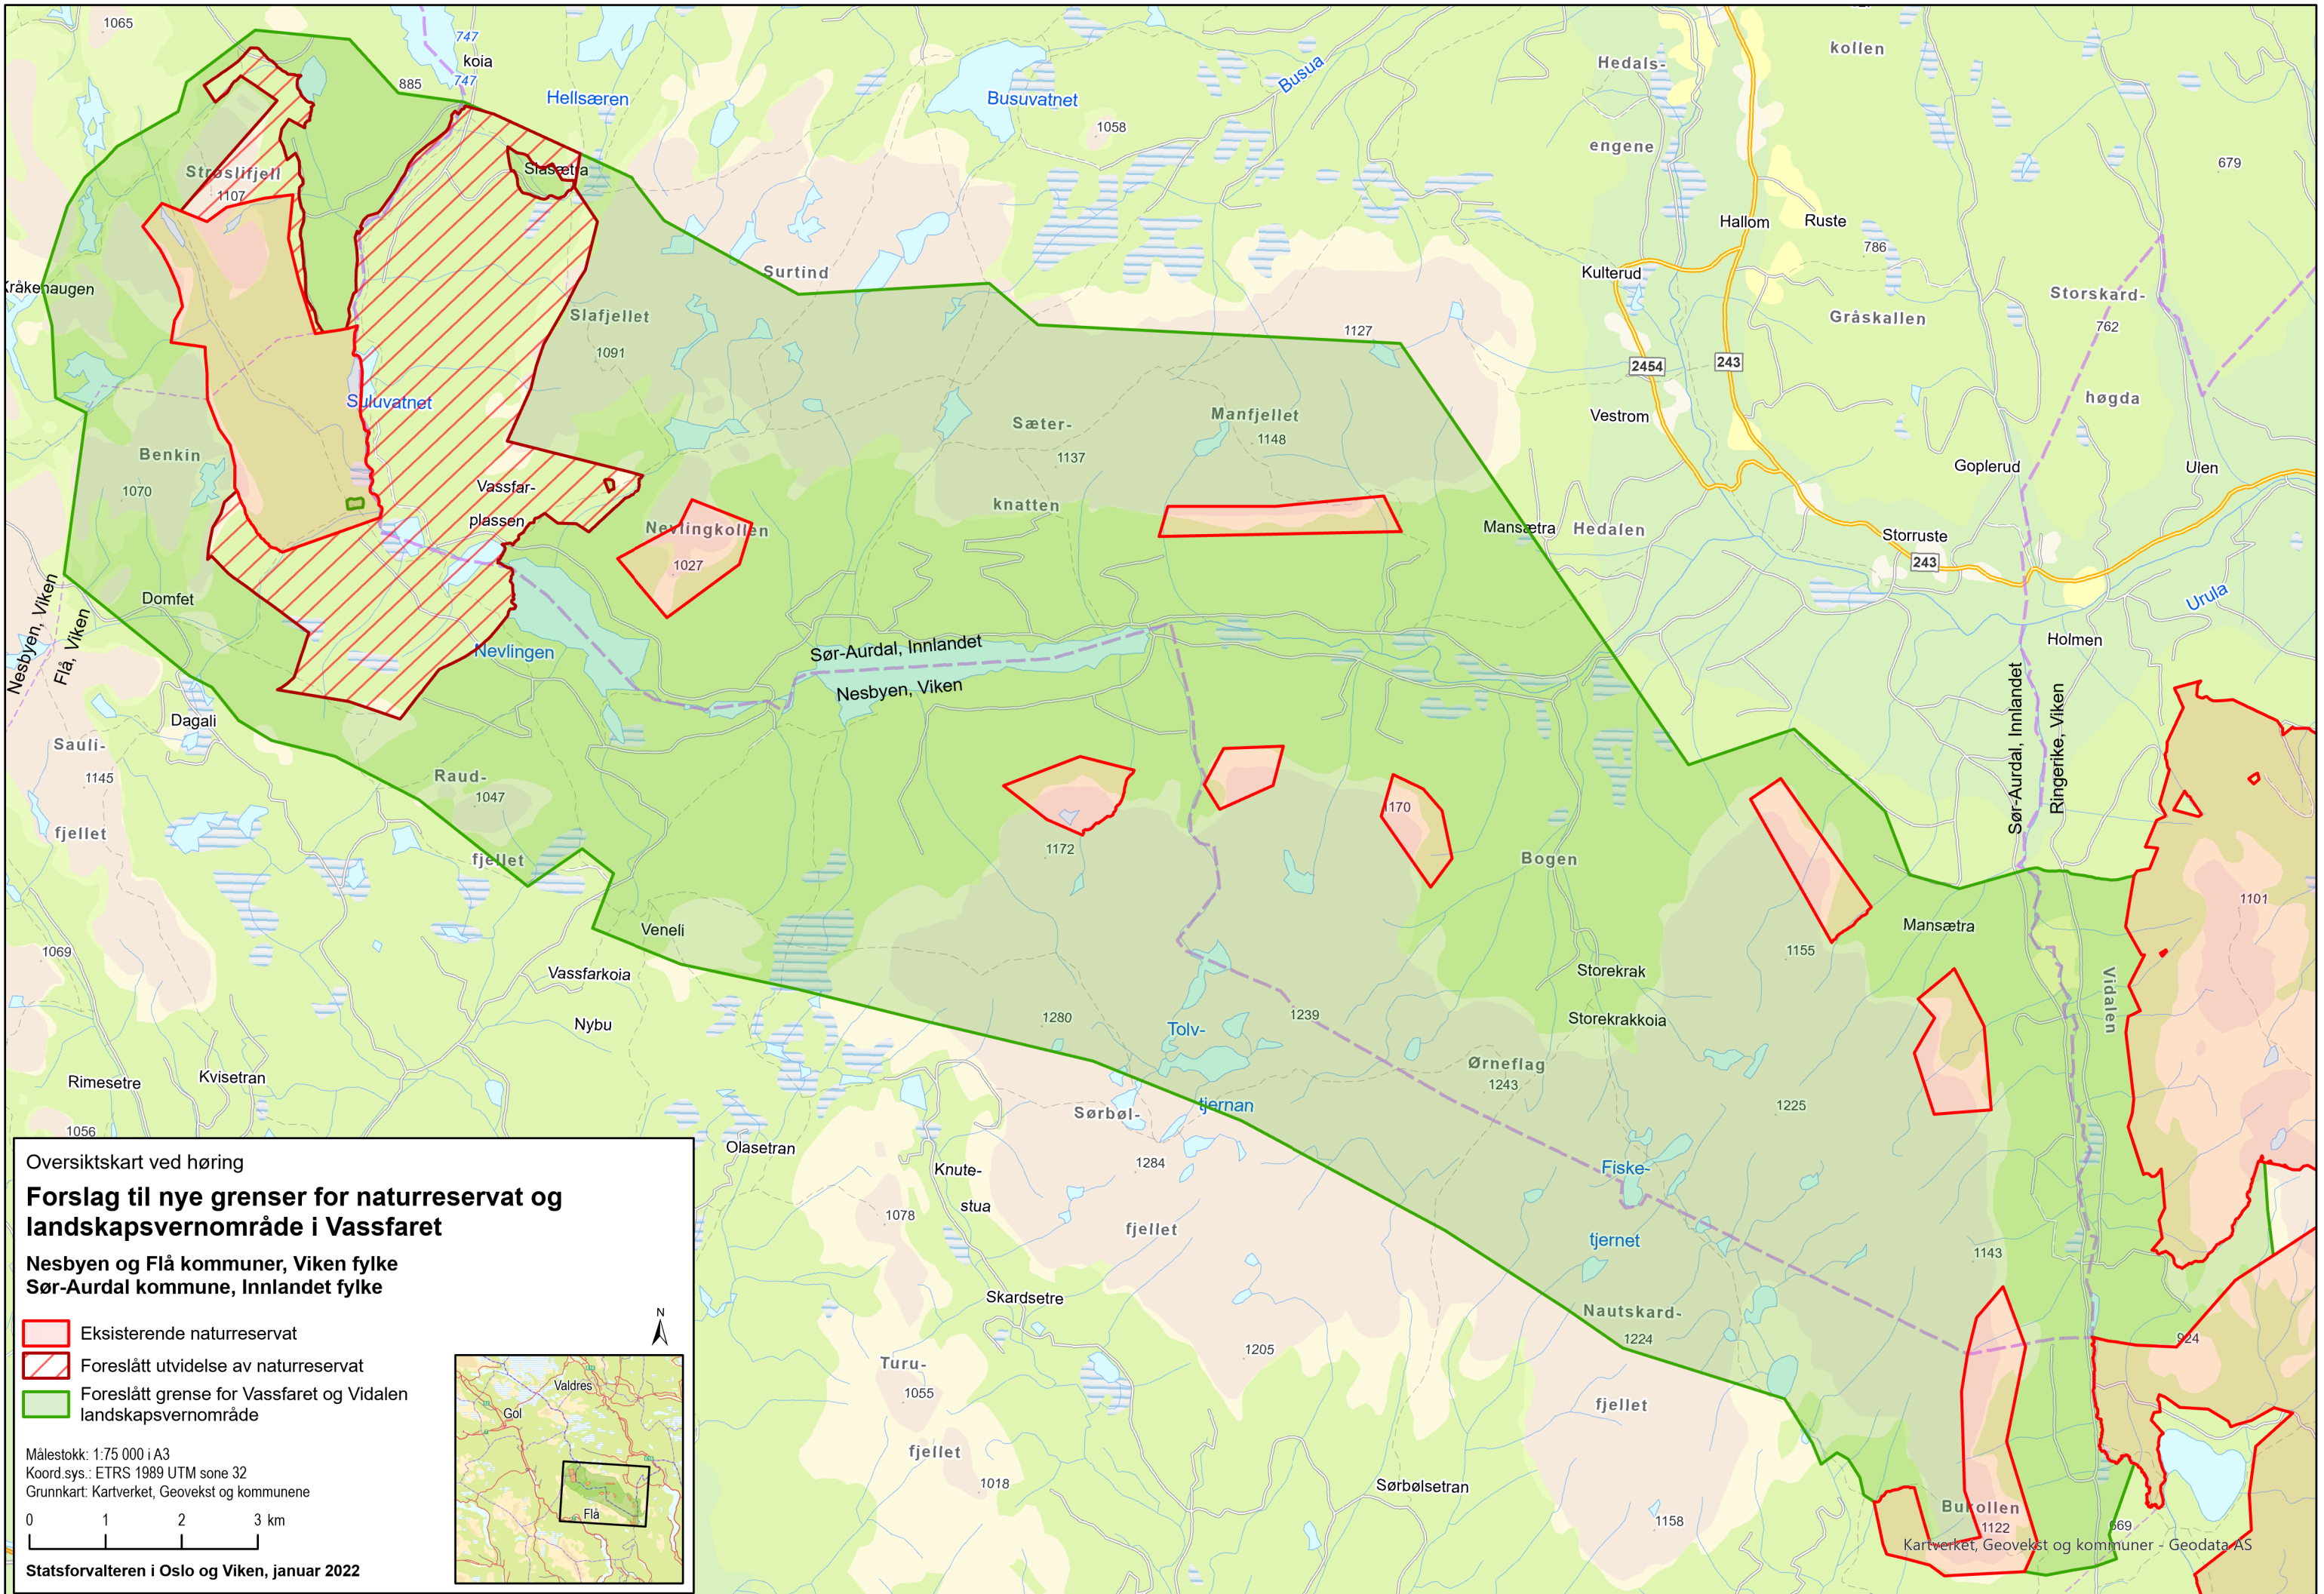 1065
747
koia
747
885
Hellsæren
Busuvatnet
Busua
1058
Hedals-
engene
kollen
679
Strøslifjell
1107
Slasætra
Hallom
Ruste
786
Kulterud
Surtind
Kråkehaugen
Slafjellet
1091
1127
Storskard-
762
høgda
Gråskallen
2454
243
Suluvatnet
Vestrom
Sæter-
1137
knatten
Manfjellet
1148
Benkin
1070
Vassfar-
plassen
Nevlingkollen
1027
Mansætra
Hedalen
Goplerud
Ulen
Storruste
243
Urula
Holmen
Domfet
Nesbyen, Viken
Flå, Viken
Nevlingen
Sør-Aurdal, Innlandet
Nesbyen, Viken
Sør-Aurdal, Innlandet
Ringerike, Viken
Dagali
Sauli-
1145
fjellet
Raud-
1047
fjellet
1172
1170
Bogen
1101
Veneli
Vassfarkoia
Nybu
1069
1155
Mansætra
Vidalen
Storekrak
Storekrakkoia
1280
Tolv-
tjernan
1239
Ørneflag
1243
1225
Rimesetre
Kvisetran
1056
Sørbøl-
1284
fjellet
Olasetran
Knute-
stua
1078
Fiske-
tjernet
1143
Skardsetre
Nautskard-
1224
fjellet
924
1205
Turu-
1055
fjellet
1018
Sørbølsetran
1158
Bukollen
1122
669
Kartverket, Geovekst og kommuner - Geodata AS
Oversiktskart ved høring
Forslag til nye grenser for naturreservat og
landskapsvernområde i Vassfaret
Nesbyen og Flå kommuner, Viken fylke
Sør-Aurdal kommune, Innlandet fylke
Eksisterende naturreservat
Foreslått utvidelse av naturreservat
Foreslått grense for Vassfaret og Vidalen
landskapsvernområde
N
Valdres
Gol
Flå
Målestokk: 1:75 000 i A3
Koord.sys.: ETRS 1989 UTM sone 32
Grunnkart: Kartverket, Geovekst og kommunene
0 1 2 3 km
Statsforvalteren i Oslo og Viken, januar 2022